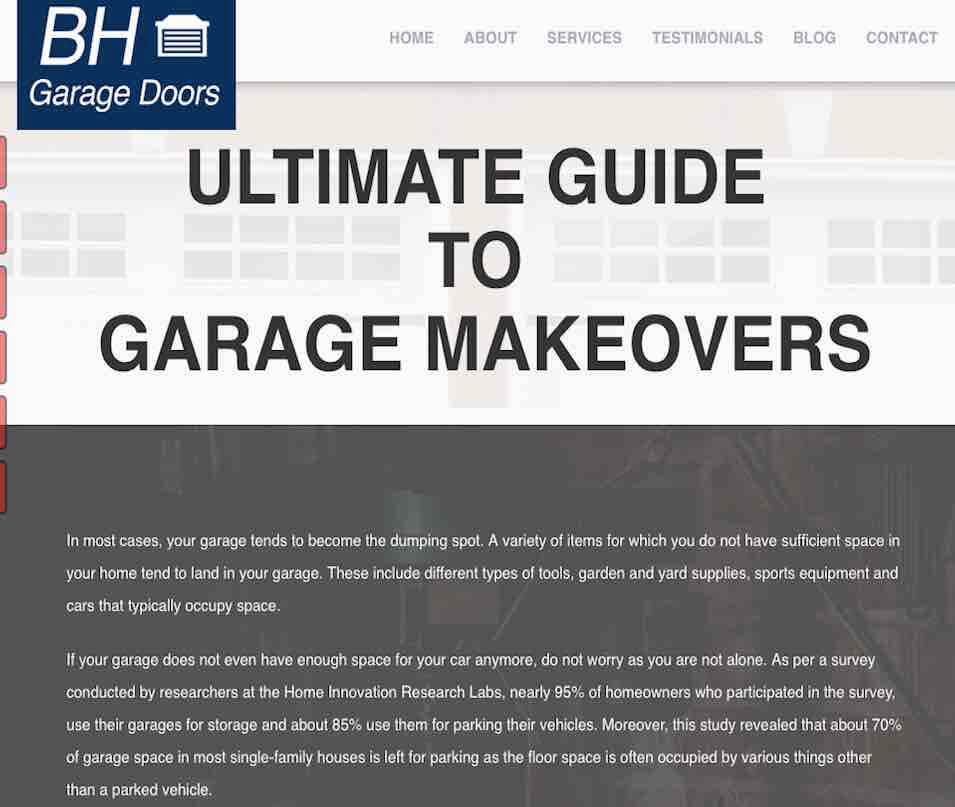 BH
Garage Doors
HOME ABOUT SERVICES TESTIMONIALS BLOG CONTACT
ULTIMATE GUIDE
TO
GARAGE MAKEOVERS
In most cases, your garage tends to become the dumping spot. A variety of items for which you do not have sufficient space in
your home tend to land in your garage. These include different types of tools, garden and yard supplies, sports equipment and
cars that typically occupy space.
If your garage does not even have enough space for your car anymore, do not worry as you are not alone. As per a survey
conducted by researchers at the Home Innovation Research Labs, nearly 95% of homeowners who participated in the survey,
use their garages for storage and about 85% use them for parking their vehicles. Moreover, this study revealed that about 70%
of garage space in most single-family houses is left for parking as the floor space is often occupied by various things other
than a parked vehicle.